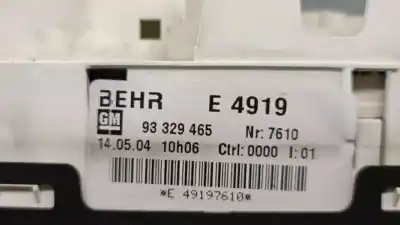 BEHR E 4919
GM 93 329 465 Nr: 7610
14.05.04 10h06 Ctrl:0000 I:01
*E 49197610*